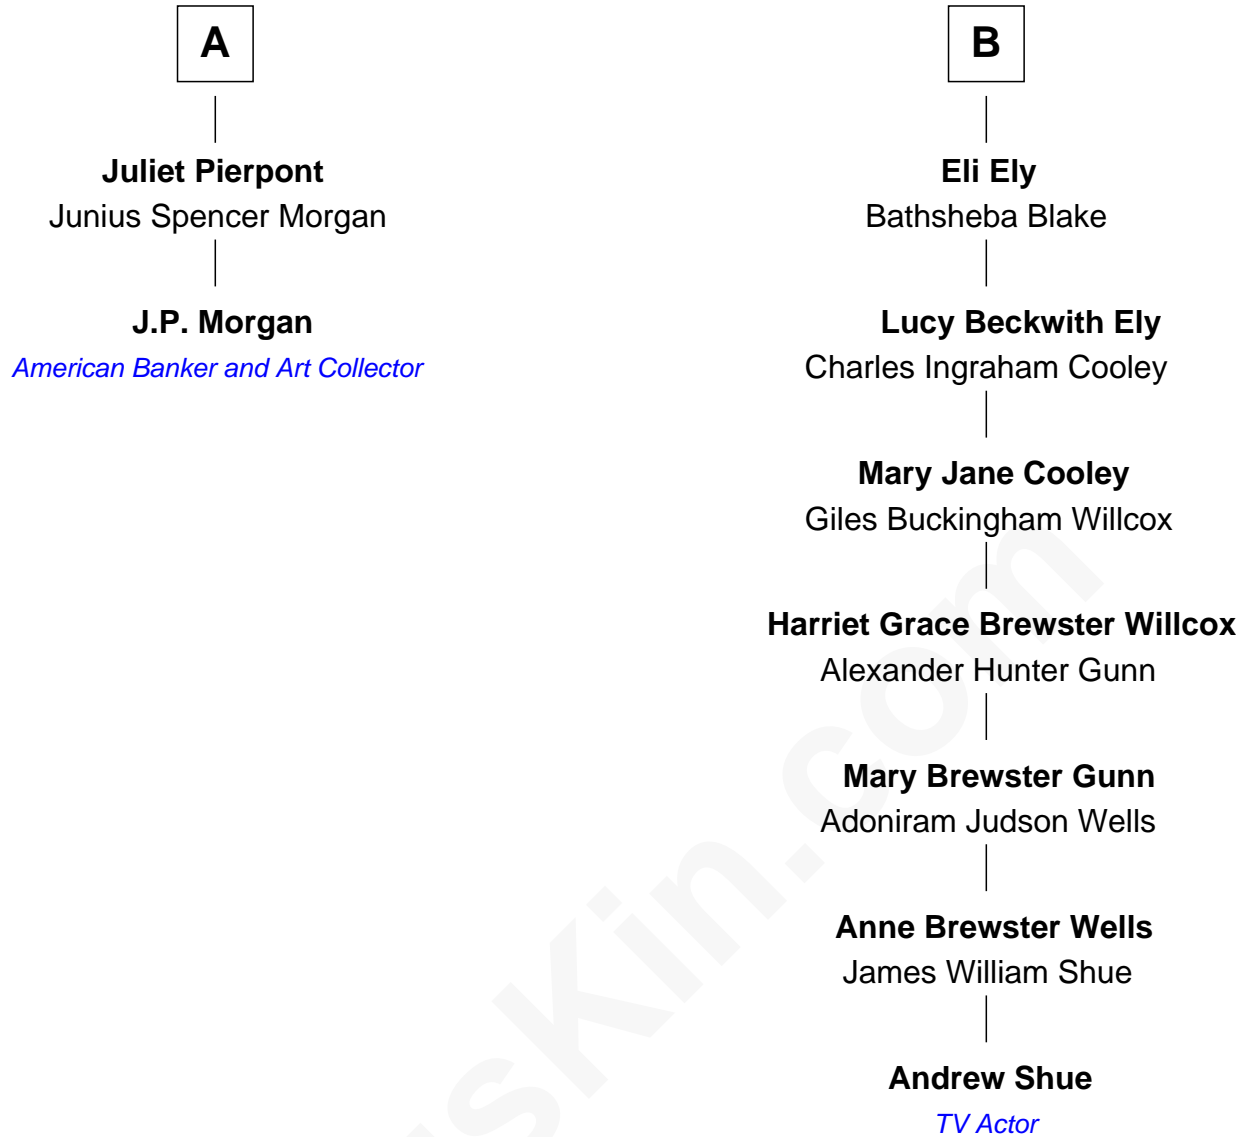 A
Juliet Pierpont
Junius Spencer Morgan
J.P. Morgan
American Banker and Art Collector
B
Eli Ely
Bathsheba Blake
Lucy Beckwith Ely
Charles Ingraham Cooley
Mary Jane Cooley
Giles Buckingham Willcox
Harriet Grace Brewster Willcox
Alexander Hunter Gunn
Mary Brewster Gunn
Adoniram Judson Wells
Anne Brewster Wells
James William Shue
Andrew Shue
TV Actor
usKin.com